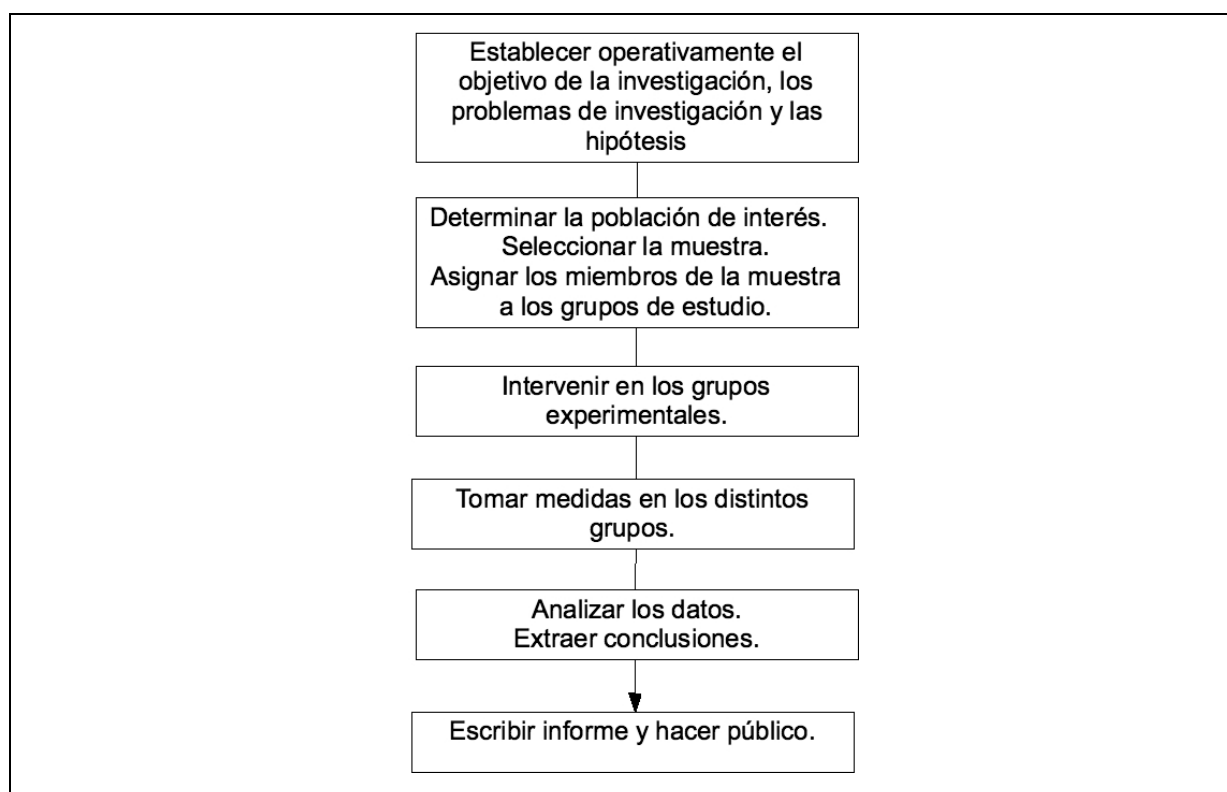 Establecer operativamente el
objetivo de la investigación, los
problemas de investigación y las
hipótesis
Determinar la población de interés.
Seleccionar la muestra.
Asignar los miembros de la muestra
a los grupos de estudio.
Intervenir en los grupos
experimentales.
Tomar medidas en los distintos
grupos.
Analizar los datos.
Extraer conclusiones.
Escribir informe y hacer público.